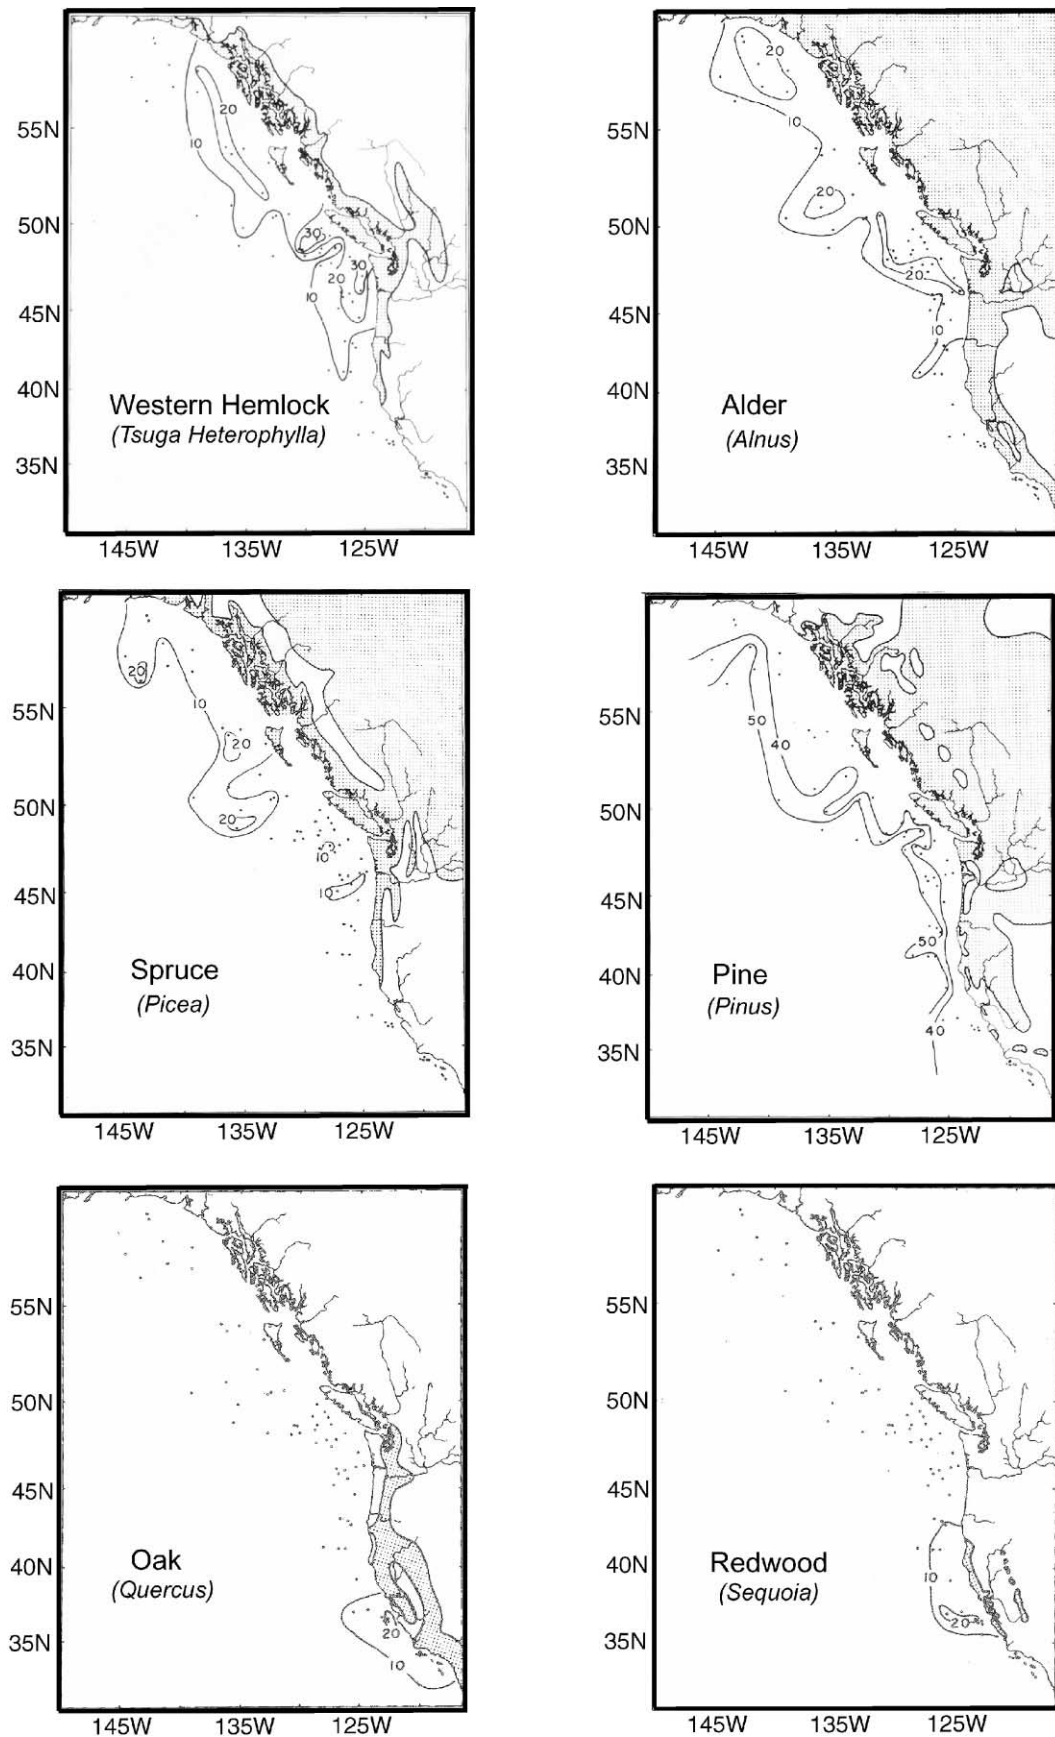 20
10
30
30
20
10
55N
50N
45N
40N
35N
Western Hemlock
(Tsuga Heterophylla)
145W 135W 125W
20
10
20
20
10
55N
50N
45N
40N
35N
Alder
(Alnus)
145W 135W 125W
20
10
20
20
10
10
55N
50N
45N
40N
35N
Spruce
(Picea)
145W 135W 125W
50
40
50
40
55N
50N
45N
40N
35N
Pine
(Pinus)
145W 135W 125W
55N
50N
45N
40N
35N
Oak
(Quercus)
20
10
145W 135W 125W
55N
50N
45N
40N
35N
Redwood
(Sequoia)
10
20
145W 135W 125W